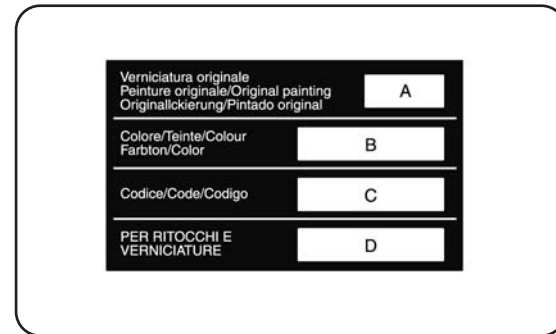 Verniciatura originale
Peinture originale/Original painting
Originallckierung/Pintado original
A
Colore/Teinte/Colour
Farbton/Color
B
Codice/Code/Codigo
C
PER RITOCCHI E
VERNICIATURE
D